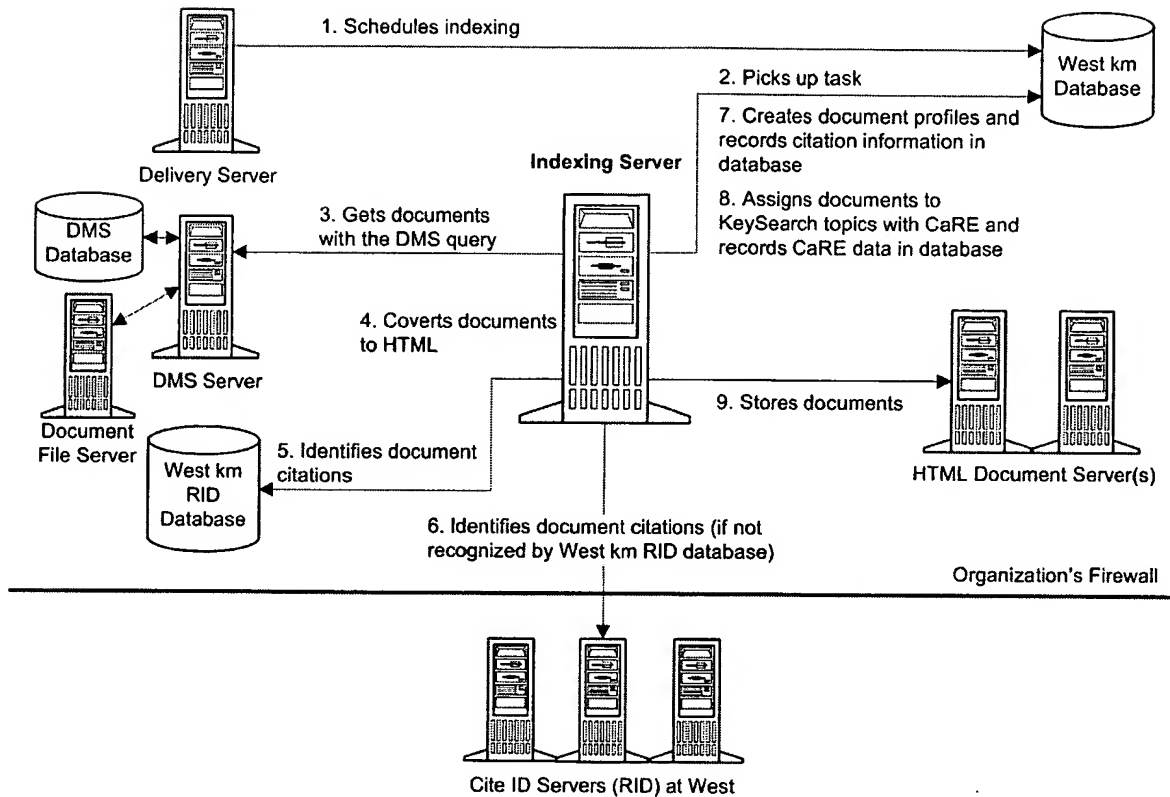 1. Schedules indexing
West km
Database
Delivery Server
2. Picks up task
7. Creates document profiles and
records citation information in
database
Indexing Server
8. Assigns documents to
KeySearch topics with CaRE and
records CaRE data in database
DMS
Database
3. Gets documents
with the DMS query
DMS Server
Document
File Server
4. Coverts documents
to HTML
9. Stores documents
HTML Document Server(s)
5. Identifies document
citations
West km
RID
Database
6. Identifies document citations (if not
recognized by West km RID database)
Organization's Firewall
Cite ID Servers (RID) at West